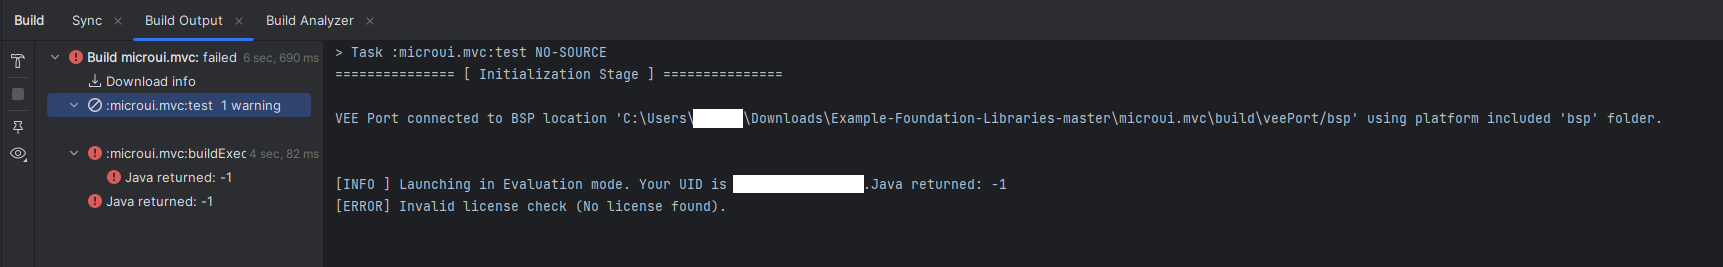 Build Sync Build Output Build Analyzer
Build microui.mvc: failed 6 sec, 690 ms
Download info
:microui.mvc:test 1 warning
:microui.mvc:buildExec 4 sec, 82 ms
Java returned: -1
Java returned: -1
> Task :microui.mvc:test NO-SOURCE
=============== [ Initialization Stage ] ===============
VEE Port connected to BSP location 'C:\Users\ \Downloads\Example-Foundation-Libraries-master\microui.mvc\build\veePort/bsp' using platform included 'bsp' folder.
[INFO ] Launching in Evaluation mode. Your UID is .Java returned: -1
[ERROR] Invalid license check (No license found).